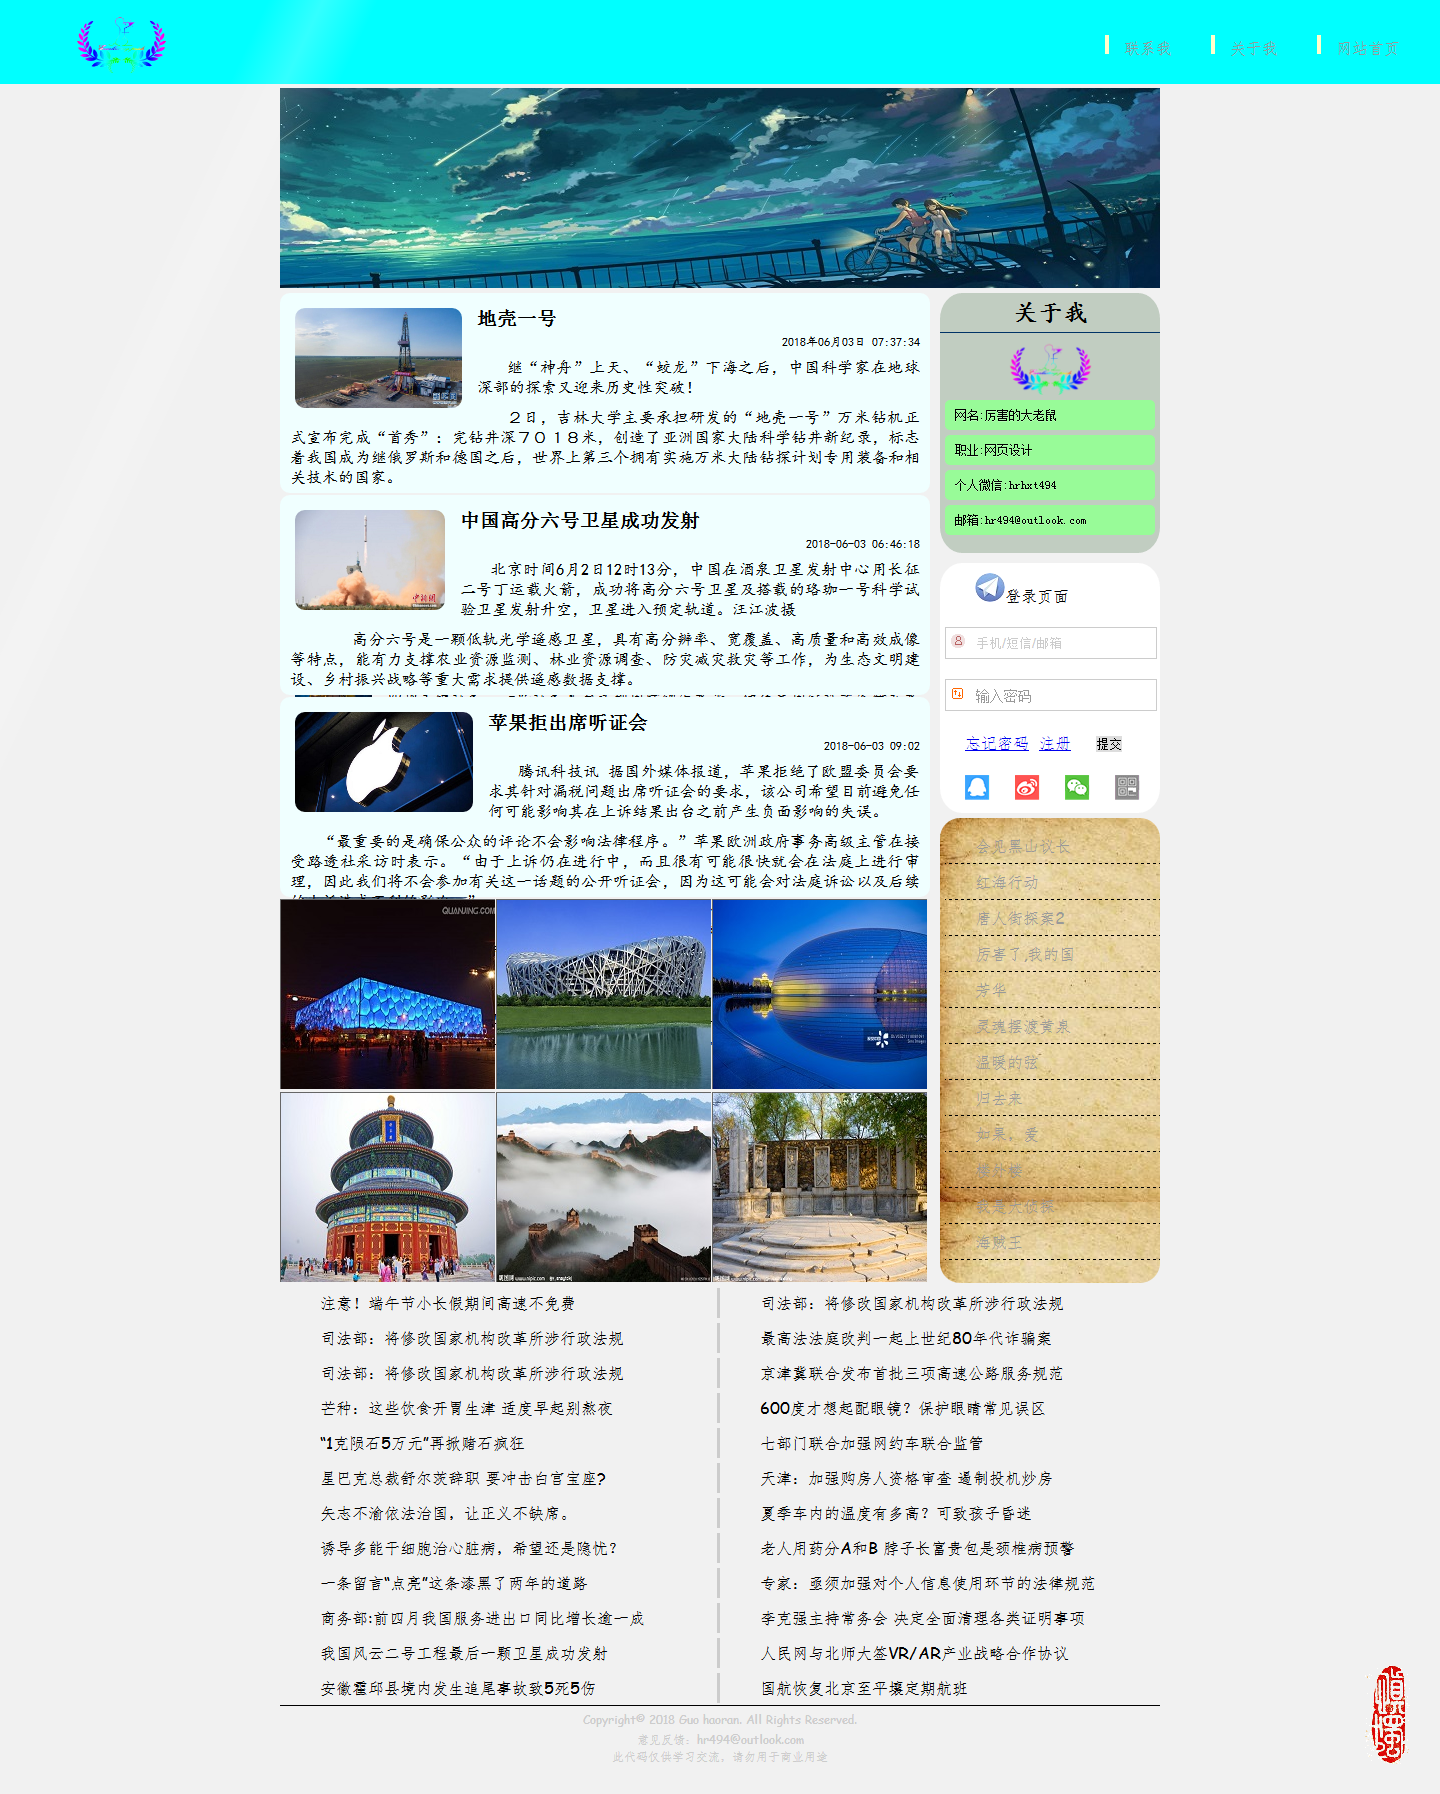 联系我
关于我
网站首页
地壳一号
2018年06月03日 07:37:34
继“神舟”上天、“蛟龙”下海之后，中国科学家在地球
深部的探索又迎来历史性突破！
２日，吉林大学主要承担研发的“地壳一号”万米钻机正
式宣布完成“首秀”：完钻井深７０１８米，创造了亚洲国家大陆科学钻井新纪录，标志
着我国成为继俄罗斯和德国之后，世界上第三个拥有实施万米大陆钻探计划专用装备和相
关技术的国家。
中国高分六号卫星成功发射
2018-06-03 06:46:18
北京时间6月2日12时13分，中国在酒泉卫星发射中心用长征
二号丁运载火箭，成功将高分六号卫星及搭载的珞珈一号科学试
验卫星发射升空，卫星进入预定轨道。汪江波摄
高分六号是一颗低轨光学遥感卫星，具有高分辨率、宽覆盖、高质量和高效成像
等特点，能有力支撑农业资源监测、林业资源调查、防灾减灾救灾等工作，为生态文明建
设、乡村振兴战略等重大需求提供遥感数据支撑。
苹果拒出席听证会
2018-06-03 09:02
腾讯科技讯 据国外媒体报道，苹果拒绝了欧盟委员会要
求其针对漏税问题出席听证会的要求，该公司希望目前避免任
何可能影响其在上诉结果出台之前产生负面影响的失误。
“最重要的是确保公众的评论不会影响法律程序。”苹果欧洲政府事务高级主管在接
受路透社采访时表示。“由于上诉仍在进行中，而且很有可能很快就会在法庭上进行审
理，因此我们将不会参加有关这一话题的公开听证会，因为这可能会对法庭诉讼以及后续
QUANJING.COM
关于我
网名:厉害的大老鼠
职业:网页设计
个人微信:hrhxt494
邮箱:hr494@outlook.com
登录页面
手机/短信/邮箱
输入密码
忘记密码 注册 提交
会见黑山议长
红海行动
唐人街探案2
厉害了,我的国
芳华
灵魂摆渡黄泉
温暖的弦
归去来
如果，爱
海贼王
注意！端午节小长假期间高速不免费
司法部：将修改国家机构改革所涉行政法规
司法部：将修改国家机构改革所涉行政法规
芒种：这些饮食开胃生津 适度早起别熬夜
“1克陨石5万元”再掀赌石疯狂
星巴克总裁舒尔茨辞职 要冲击白宫宝座?
矢志不渝依法治国，让正义不缺席。
诱导多能干细胞治心脏病，希望还是隐忧？
一条留言“点亮”这条漆黑了两年的道路
商务部:前四月我国服务进出口同比增长逾一成
我国风云二号工程最后一颗卫星成功发射
安徽霍邱县境内发生追尾事故致5死5伤
司法部：将修改国家机构改革所涉行政法规
最高法法庭改判一起上世纪80年代诈骗案
京津冀联合发布首批三项高速公路服务规范
600度才想起配眼镜？保护眼睛常见误区
七部门联合加强网约车联合监管
天津：加强购房人资格审查 遏制投机炒房
夏季车内的温度有多高？可致孩子昏迷
老人用药分A和B 脖子长富贵包是颈椎病预警
专家：亟须加强对个人信息使用环节的法律规范
李克强主持常务会 决定全面清理各类证明事项
人民网与北师大签VR/AR产业战略合作协议
国航恢复北京至平壤定期航班
Copyright© 2018 Guo haoran. All Rights Reserved.
意见反馈：hr494@outlook.com
此代码仅供学习交流，请勿用于商业用途